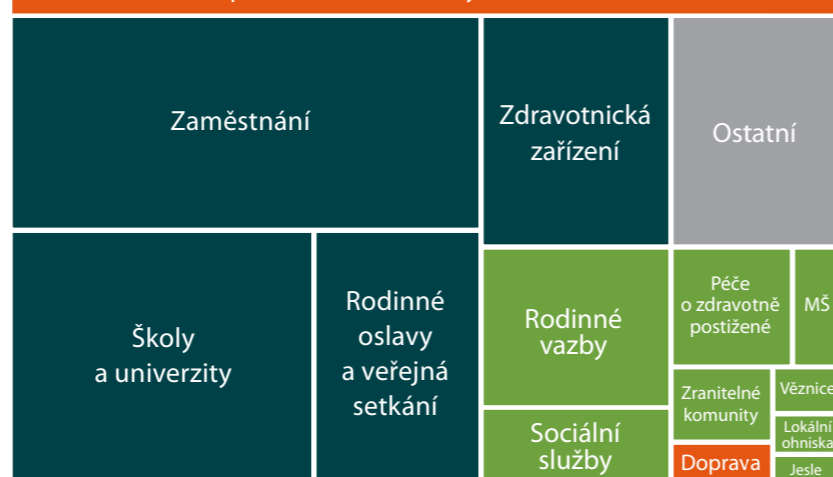 Zaměstnání
Zdravotnická
zařízení
Ostatní
Školy
a univerzity
Rodinné
oslavy
a veřejná
setkání
Rodinné
vazby
Sociální
služby
Péče
o zdravotně
postižené
MŠ
Zranitelné
komunity
Věznice
Lokální
ohniska
Doprava
Jesle